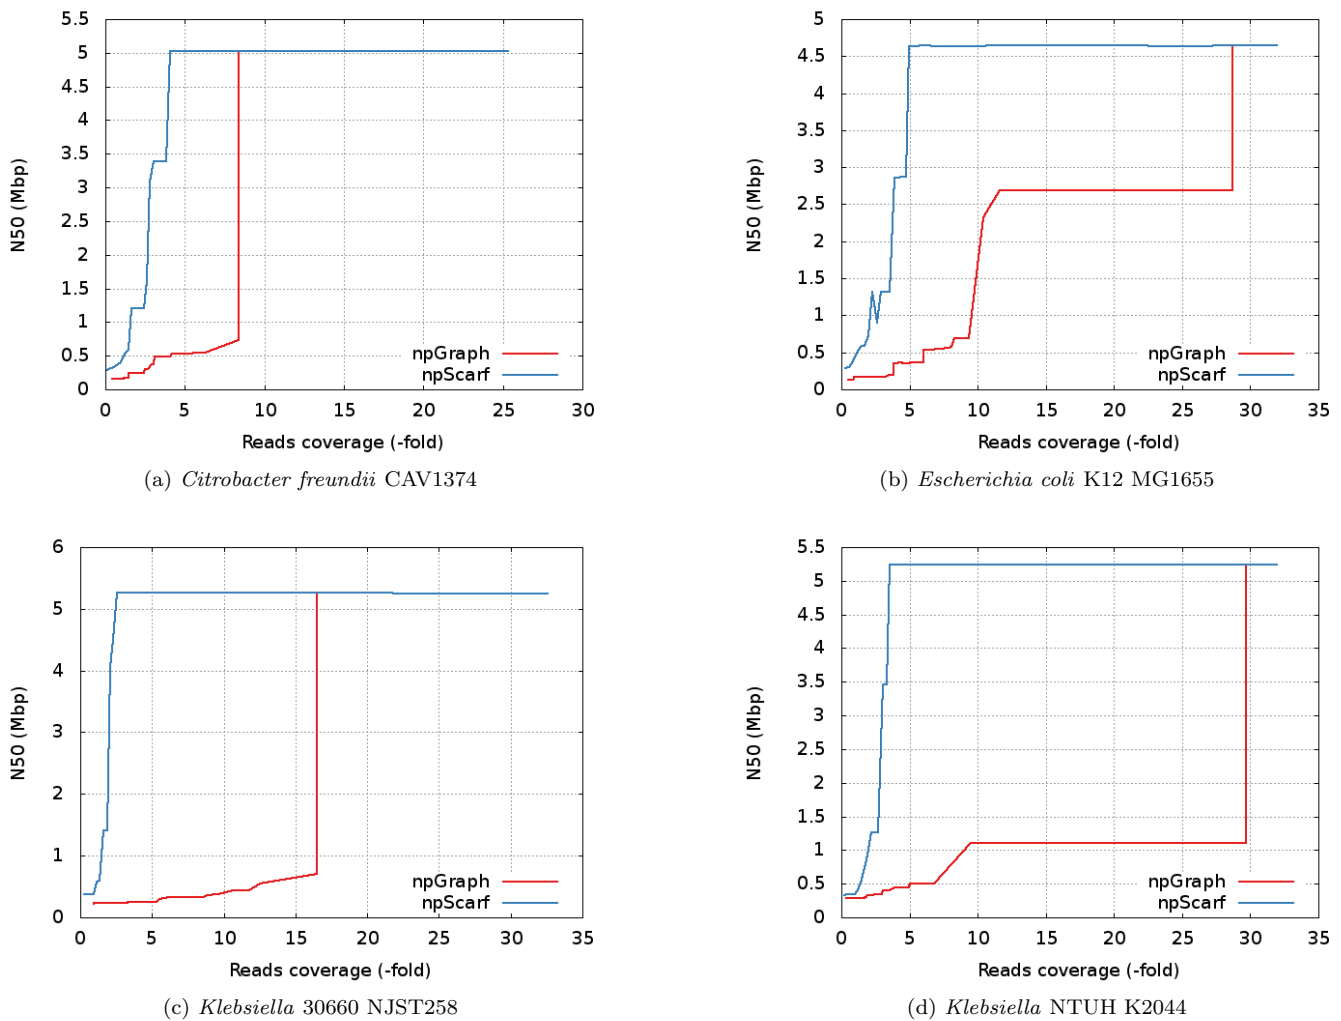 5.5
5
4.5
4
3.5
3
2.5
2
1.5
1
0.5
0
N50 (Mbp)
npGraph
npScarf
0 5 10 15 20 25 30
Reads coverage (-fold)
(a) Citrobacter freundii CAV1374
5
4.5
4
3.5
3
2.5
2
1.5
1
0.5
0
N50 (Mbp)
npGraph
npScarf
0 5 10 15 20 25 30 35
Reads coverage (-fold)
(b) Escherichia coli K12 MG1655
6
5
4
3
2
1
0
N50 (Mbp)
npGraph
npScarf
0 5 10 15 20 25 30 35
Reads coverage (-fold)
(c) Klebsiella 30660 NJST258
5.5
5
4.5
4
3.5
3
2.5
2
1.5
1
0.5
0
N50 (Mbp)
npGraph
npScarf
0 5 10 15 20 25 30 35
Reads coverage (-fold)
(d) Klebsiella NTUH K2044